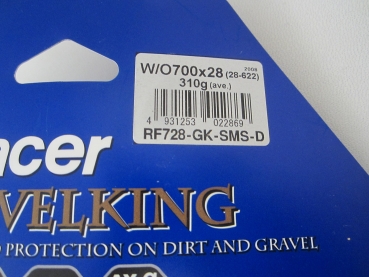 W/O700x28 (28-622) 2008
310g (ave.)
4 931253 022869
RF728-GK-SMS-D
acer
VELKING
PROTECTION ON DIRT AND GRAVEL